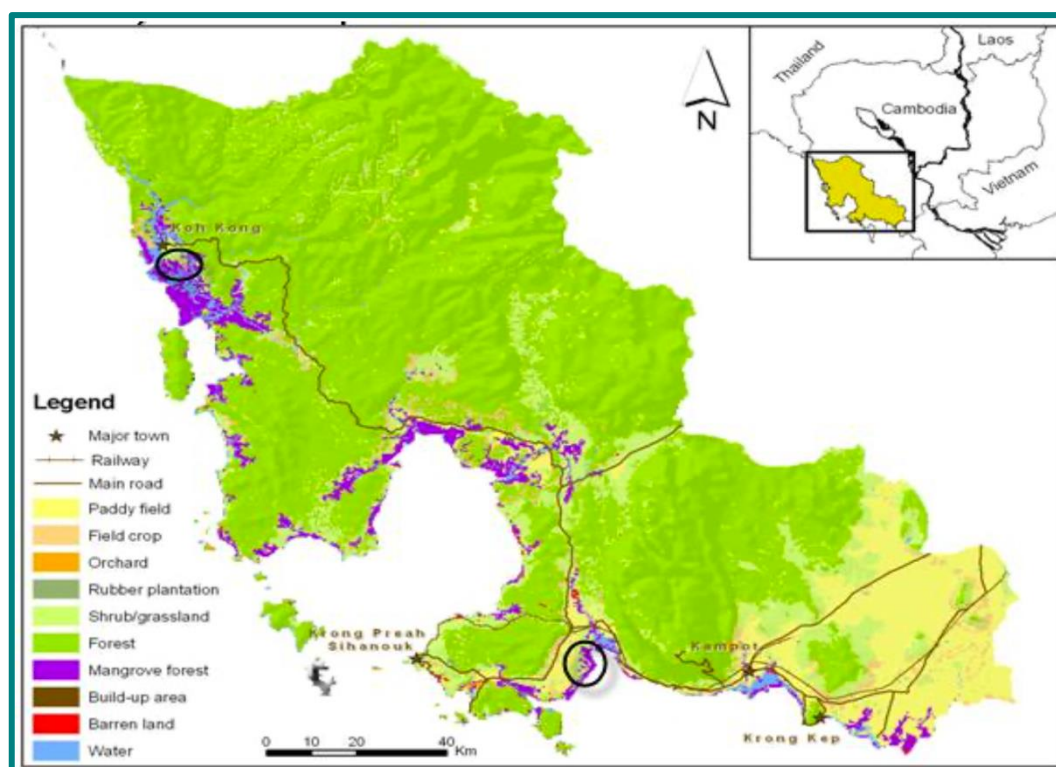 Thailand
Laos
Cambodia
Vietnam
N
Koh Kong
Legend
Major town
Railway
Main road
Paddy field
Field crop
Orchard
Rubber plantation
Shrub/grassland
Forest
Mangrove forest
Build-up area
Barren land
Water
Krong Preah
Sihanouk
Kampot
Krong Kep
0 10 20 40
Km